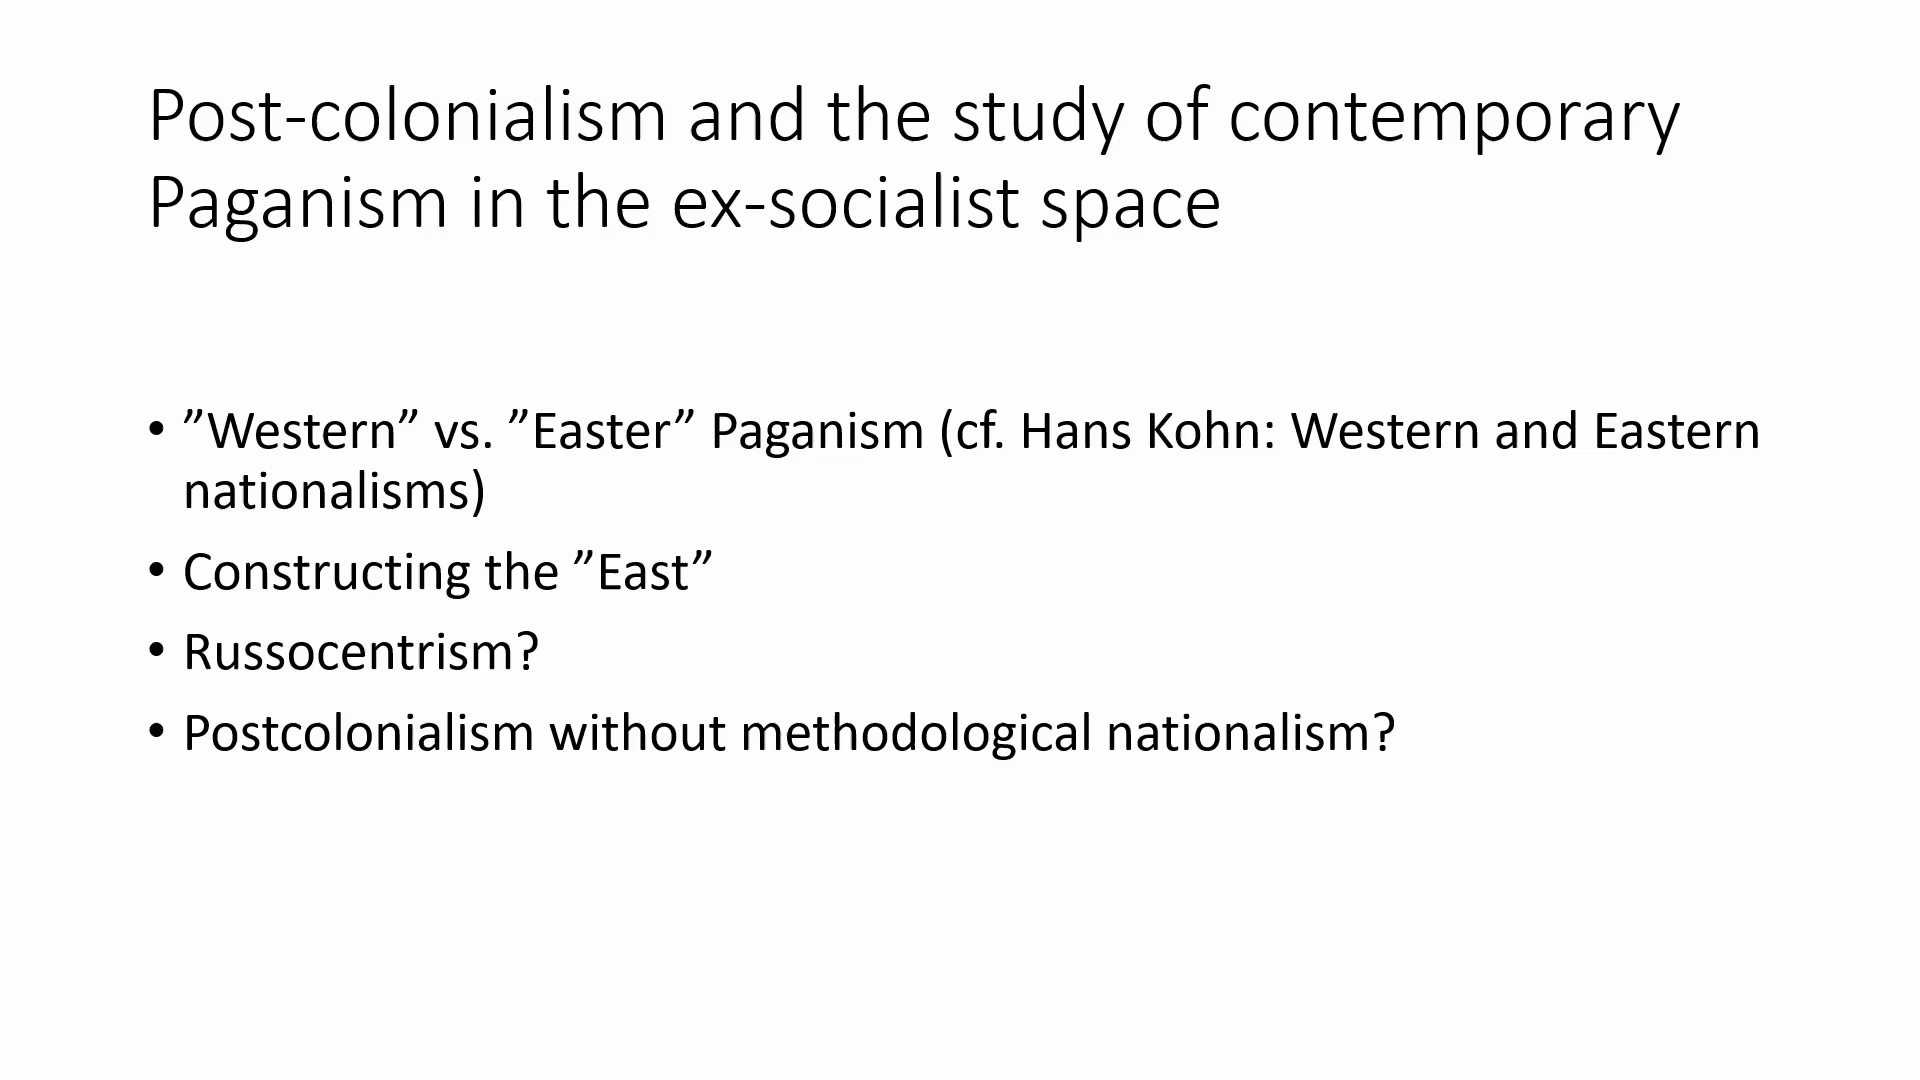 Post-colonialism and the study of contemporary
Paganism in the ex-socialist space
• ”Western” vs. ”Easter” Paganism (cf. Hans Kohn: Western and Eastern
nationalisms)
• Constructing the ”East”
• Russocentrism?
• Postcolonialism without methodological nationalism?